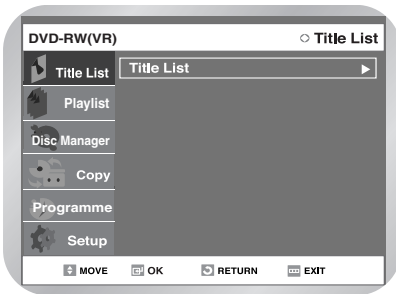 DVD-RW(VR) Title List
Title List Title List ►
Playlist
Disc Manager
Copy
Programme
Setup
MOVE OK RETURN EXIT